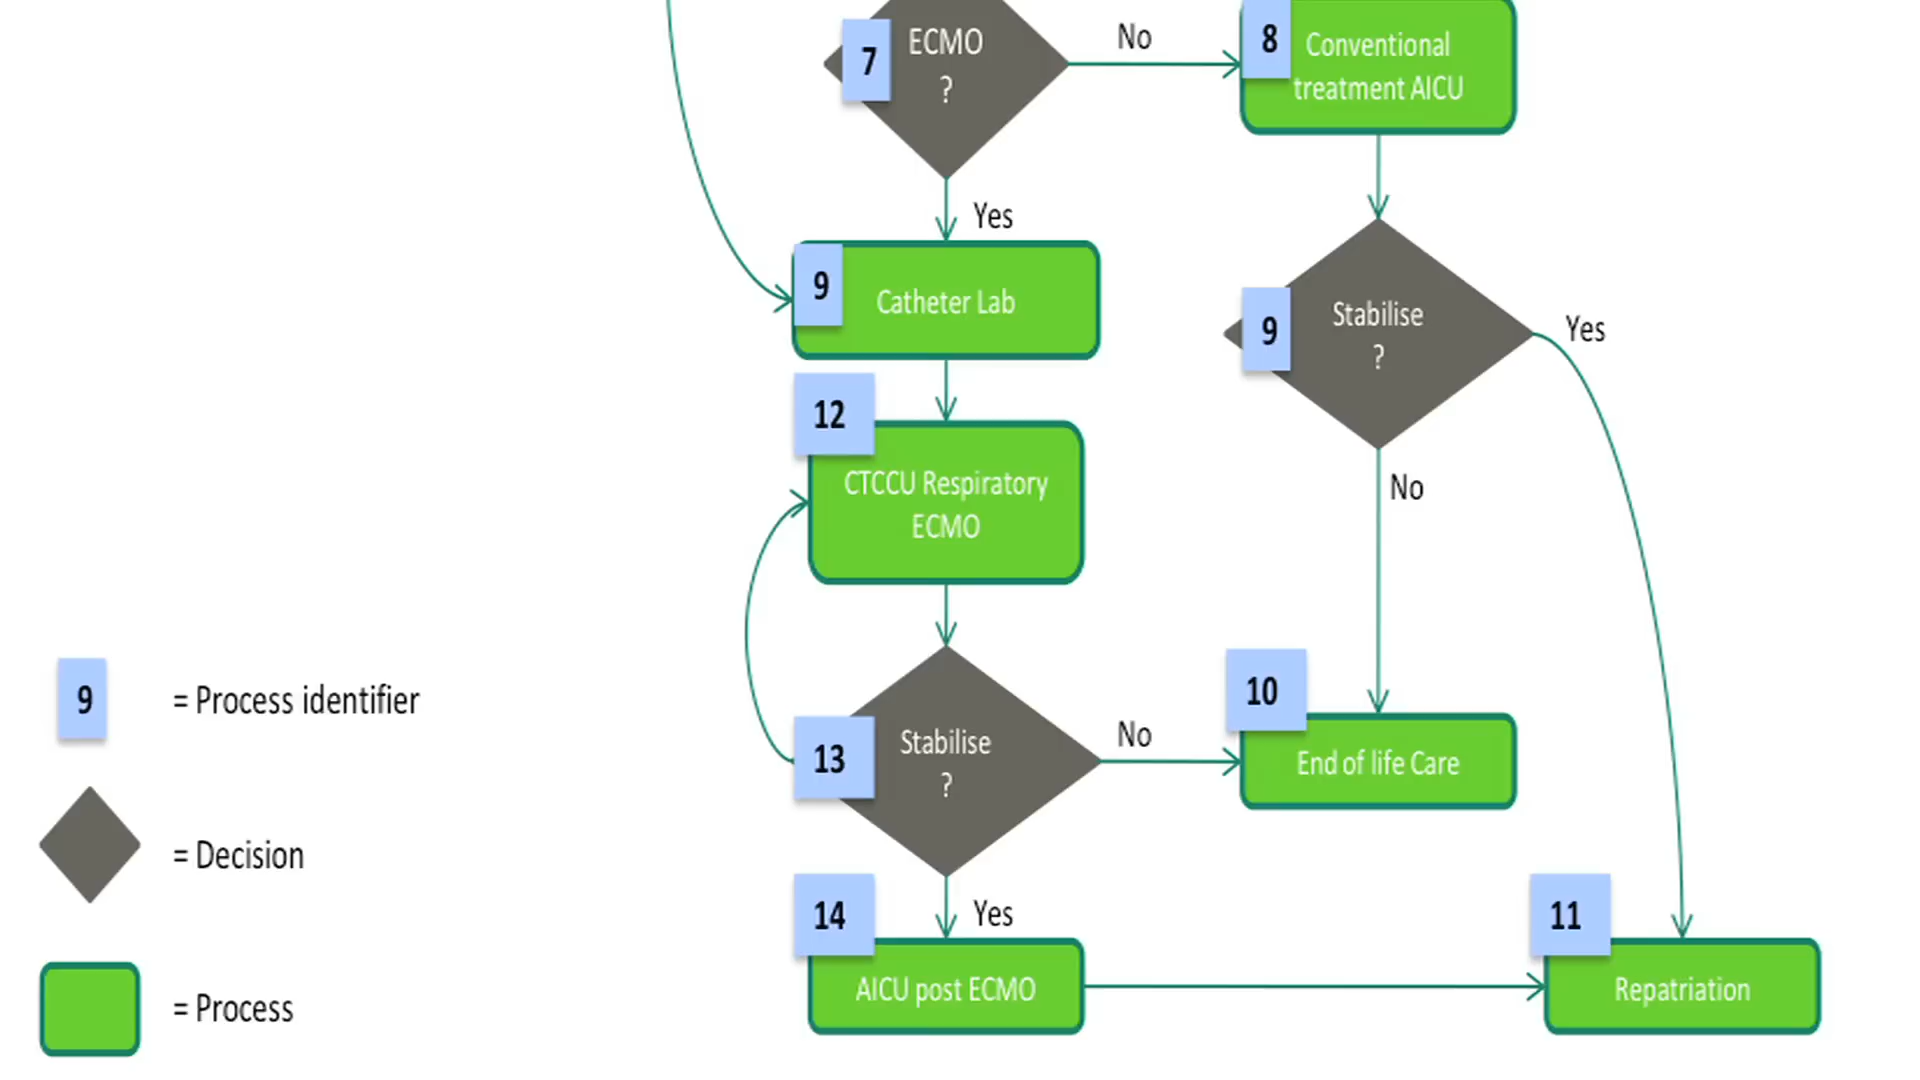 7
ECMO
?
No
8
Conventional
treatment AICU
Yes
9
Catheter Lab
9
Stabilise
?
Yes
12
CTCCU Respiratory
ECMO
No
9
= Process identifier
10
End of life Care
13
Stabilise
?
No
= Decision
14
Yes
AICU post ECMO
11
Repatriation
= Process